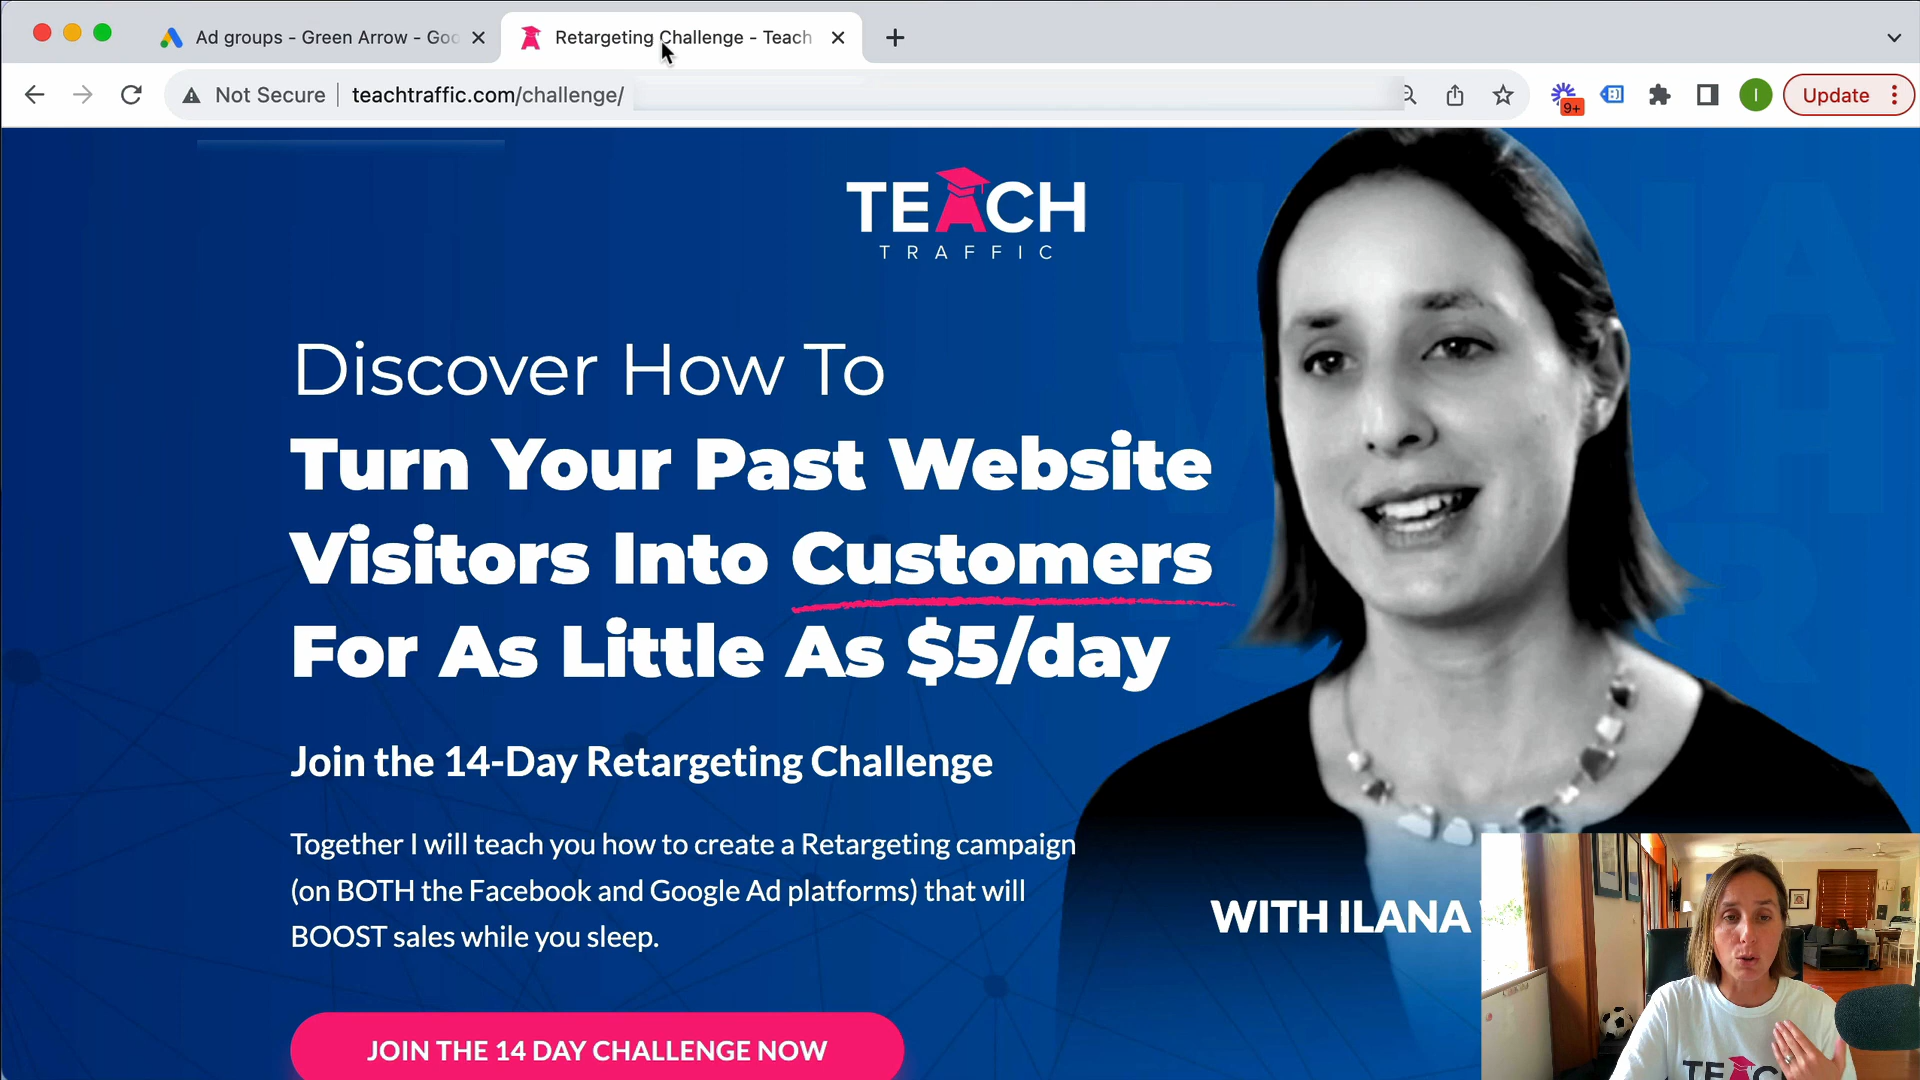 Ad groups - Green Arrow - Goo
Retargeting Challenge - Teach
Not Secure
teachtraffic.com/challenge/
9+
I
Update
TEACH
TRAFFIC
Discover How To
Turn Your Past Website
Visitors Into Customers
For As Little As $5/day
Join the 14-Day Retargeting Challenge
Together I will teach you how to create a Retargeting campaign
(on BOTH the Facebook and Google Ad platforms) that will
BOOST sales while you sleep.
WITH ILANA
JOIN THE 14 DAY CHALLENGE NOW
TEAC